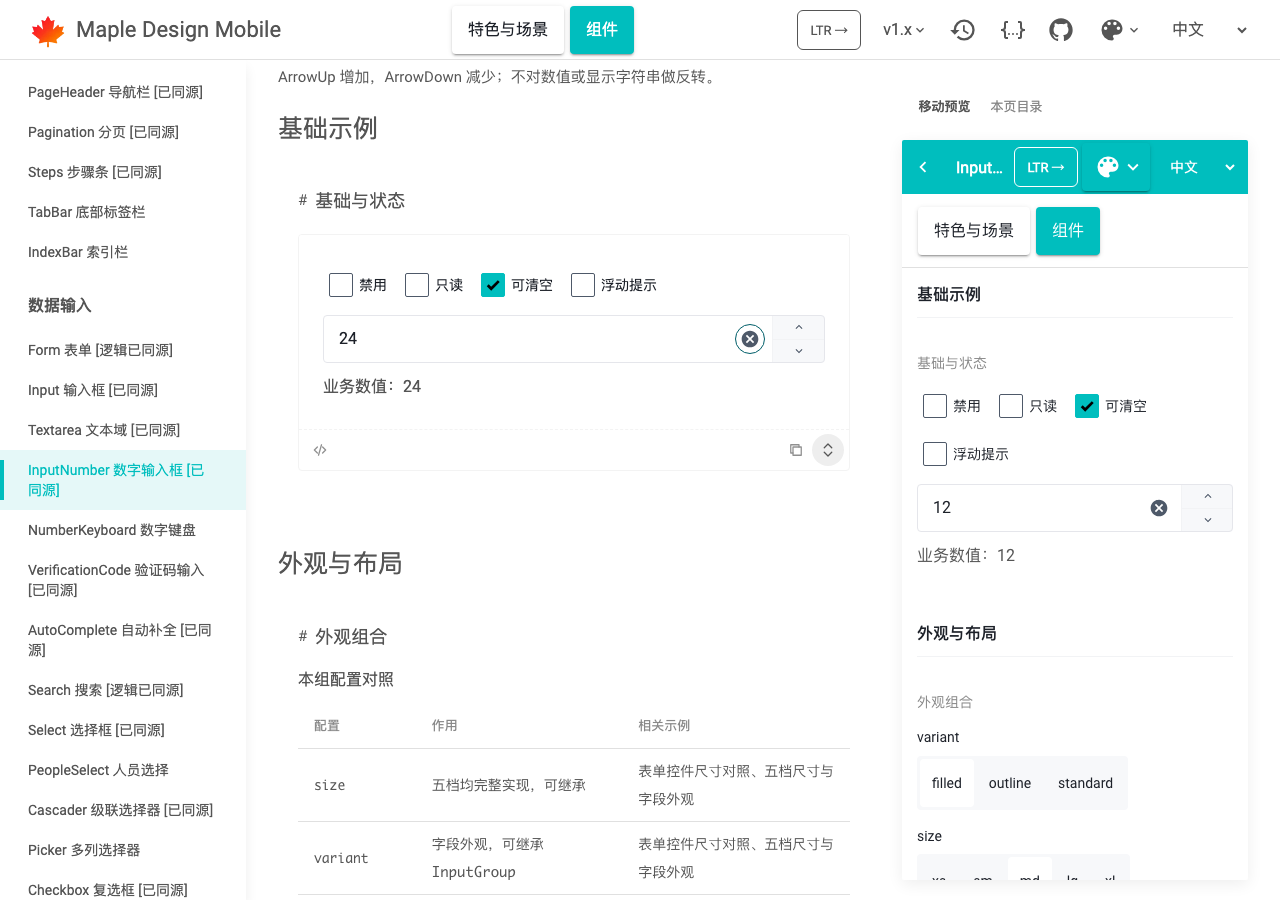 Maple Design Mobile
特色与场景
组件
LTR→
v1.x
中文
PageHeader 导航栏 [已同源]
Pagination 分页 [已同源]
Steps 步骤条 [已同源]
TabBar 底部标签栏
IndexBar 索引栏
数据输入
Form 表单 [逻辑已同源]
Input 输入框 [已同源]
Textarea 文本域 [已同源]
InputNumber 数字输入框 [已
同源]
NumberKeyboard 数字键盘
VerificationCode 验证码输入
[已同源]
AutoComplete 自动补全 [已同
源]
Search 搜索 [逻辑已同源]
Select 选择框 [已同源]
PeopleSelect 人员选择
Cascader 级联选择器 [已同源]
Picker 多列选择器
Checkbox 复选框 [已同源]
ArrowUp 增加，ArrowDown 减少；不对数值或显示字符串做反转。
基础示例
# 基础与状态
禁用
只读
可清空
浮动提示
24
业务数值：24
外观与布局
# 外观组合
本组配置对照
配置 作用 相关示例
size 五档均完整实现，可继承 表单控件尺寸对照、五档尺寸与
字段外观
variant 字段外观，可继承 表单控件尺寸对照、五档尺寸与
InputGroup 字段外观
移动预览
本页目录
Input...
LTR→
中文
特色与场景
组件
基础示例
基础与状态
禁用
只读
可清空
浮动提示
12
业务数值：12
外观与布局
外观组合
variant
filled
outline
standard
size
xs
sm
md
lg
xl